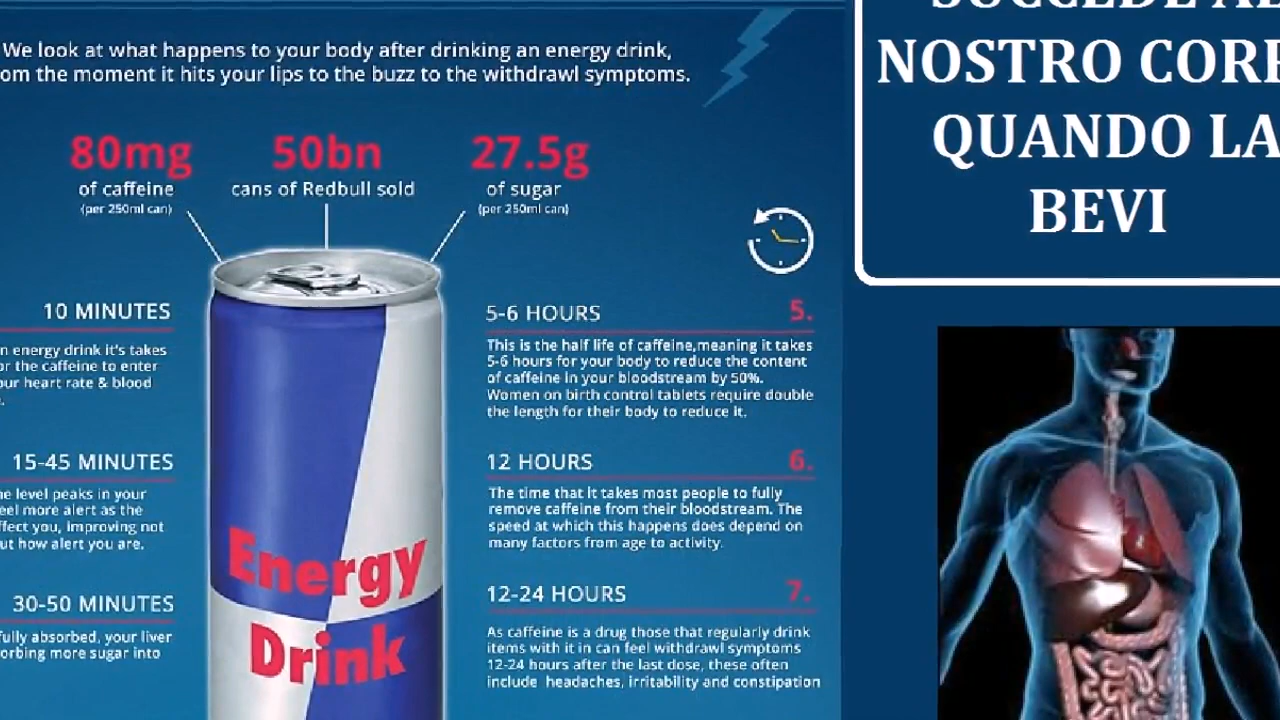 We look at what happens to your body after drinking an energy drink,
om the moment it hits your lips to the buzz to the withdrawl symptoms.
80mg
of caffeine
(per 250ml can)
50bn
cans of Redbull sold
27.5g
of sugar
(per 250ml can)
10 MINUTES
n energy drink it's takes
or the caffeine to enter
our heart rate & blood
15-45 MINUTES
e level peaks in your
eel more alert as the
ffect you, improving not
ut how alert you are.
30-50 MINUTES
fully absorbed, your liver
orbing more sugar into
Energy
Drink
5-6 HOURS 5.
This is the half life of caffeine,meaning it takes
5-6 hours for your body to reduce the content
of caffeine in your bloodstream by 50%.
Women on birth control tablets require double
the length for their body to reduce it.
12 HOURS 6.
The time that it takes most people to fully
remove caffeine from their bloodstream. The
speed at which this happens does depend on
many factors from age to activity.
12-24 HOURS 7.
As caffeine is a drug those that regularly drink
items with it in can feel withdrawl symptoms
12-24 hours after the last dose, these often
include headaches, irritability and constipation
SUCCEDE AL
NOSTRO CORP
QUANDO LA
BEVI